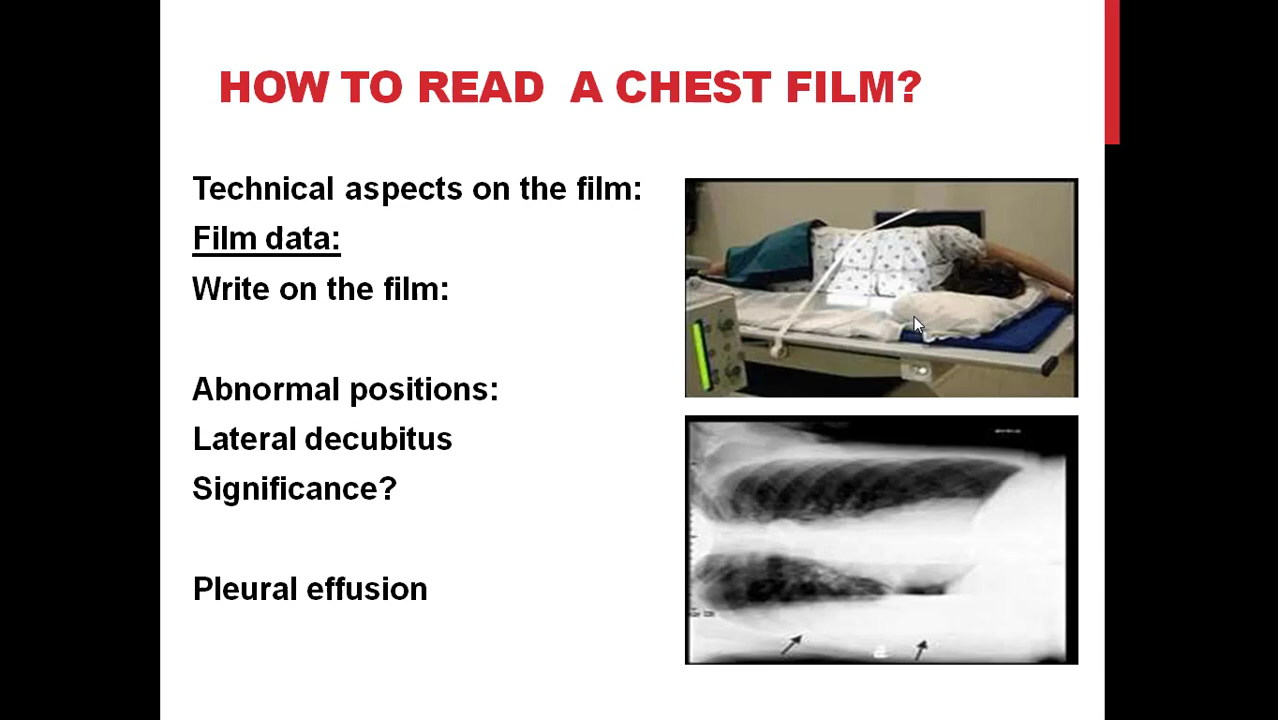 HOW TO READ A CHEST FILM?
Technical aspects on the film:
Film data:
Write on the film:
Abnormal positions:
Lateral decubitus
Significance?
Pleural effusion